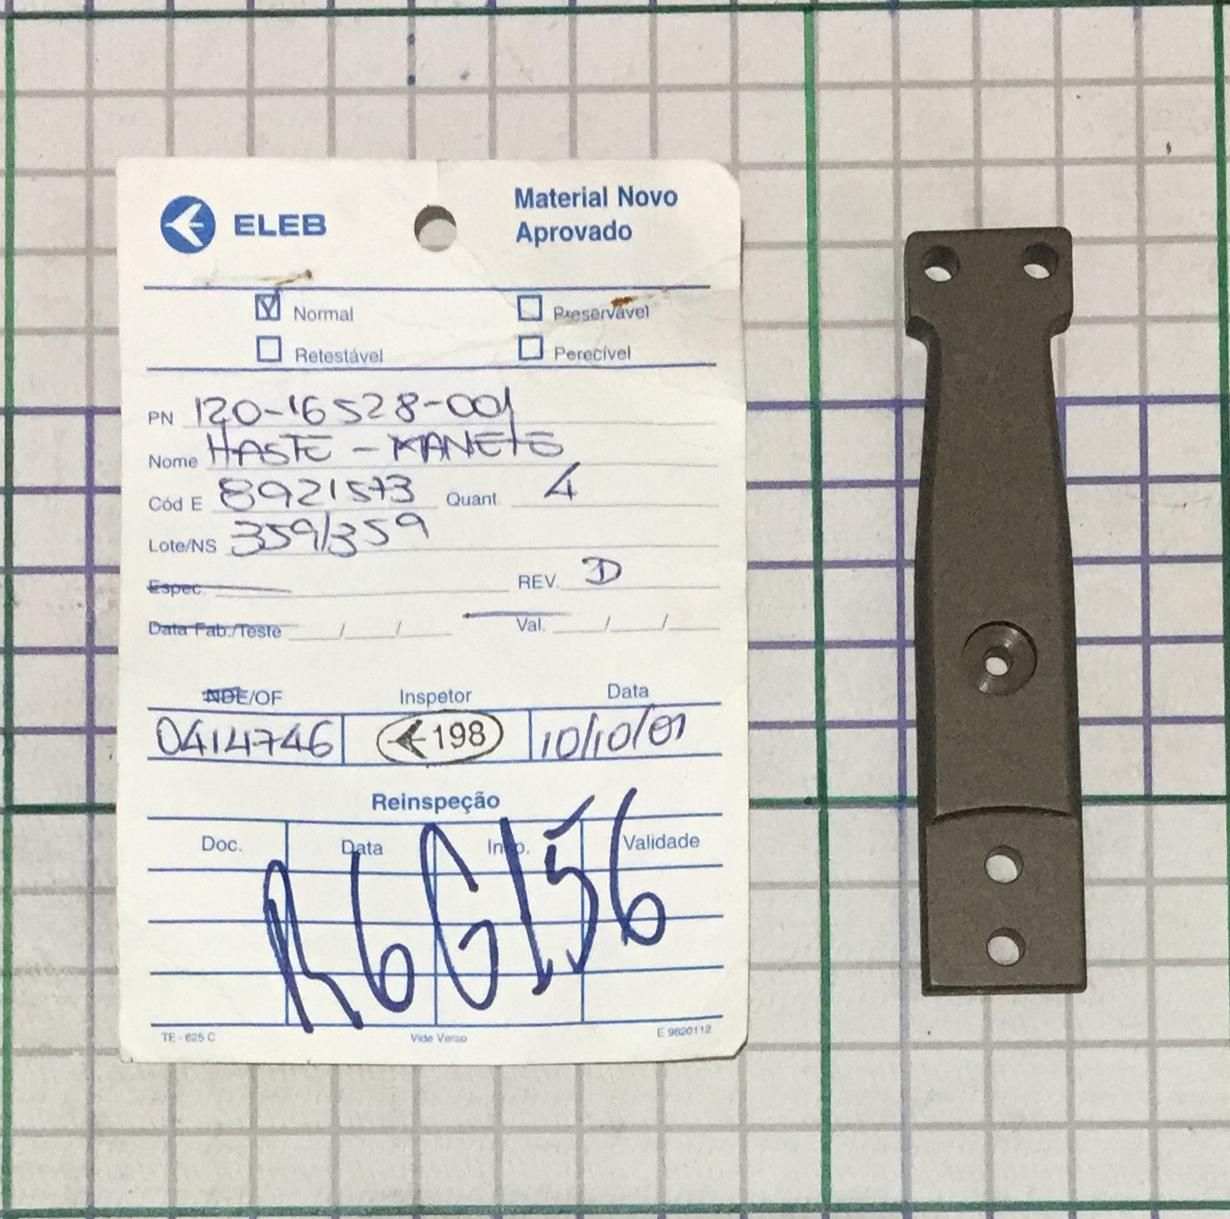 ELEB
Material Novo
Aprovado
Normal Preservável
Retestável Perecível
PN 120-16528-001
Nome HASTE - MANETE
Cód E 8921573 Quant. 4
Lote/NS 359/359
Espec. REV. D
Data Fab./Teste / / Val. / /
NDE/OF Inspetor Data
0414746 198 10/10/01
Reinspeção
Doc. Data Insp. Validade
R6G156
TE - 625 C Vide Verso E 9820112